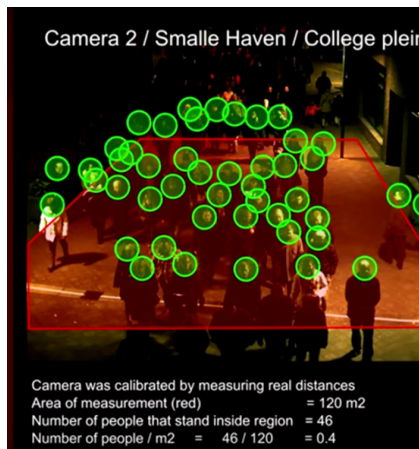 Camera 2 / Smalle Haven / College plein
Camera was calibrated by measuring real distances
Area of measurement (red) = 120 m2
Number of people that stand inside region = 46
Number of people / m2 = 46 / 120 = 0.4